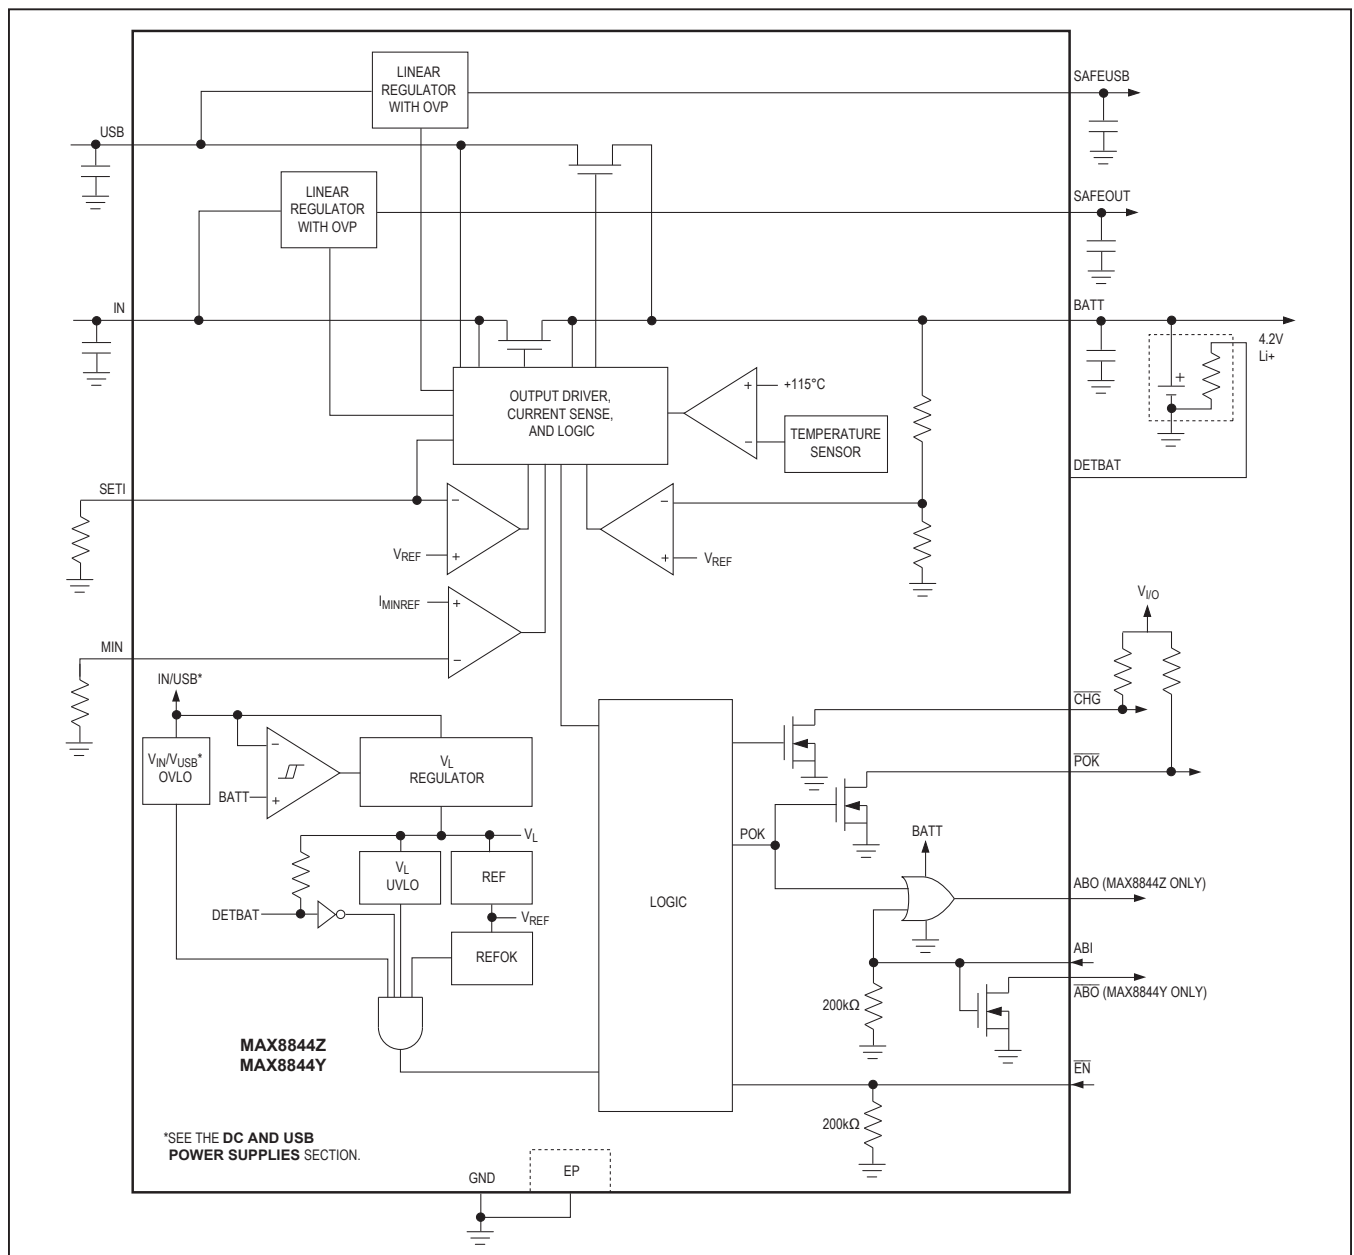 LINEAR
REGULATOR
WITH OVP
SAFEUSB
USB
LINEAR
REGULATOR
WITH OVP
SAFEOUT
IN
BATT
4.2V
Li+
OUTPUT DRIVER,
CURRENT SENSE,
AND LOGIC
+
+115°C
−
TEMPERATURE
SENSOR
+
DETBAT
SETI
−
VREF
+
−
+
VREF
IMINREF
+
−
MIN
VI/O
IN/USB*
CHG
VIN/VUSB*
OVLO
−
BATT
+
VL
REGULATOR
POK
VL
VL
UVLO
REF
DETBAT
VREF
REFOK
LOGIC
POK
BATT
ABO (MAX8844Z ONLY)
ABI
ABO (MAX8844Y ONLY)
200kΩ
MAX8844Z
MAX8844Y
EN
200kΩ
*SEE THE DC AND USB
POWER SUPPLIES SECTION.
GND
EP